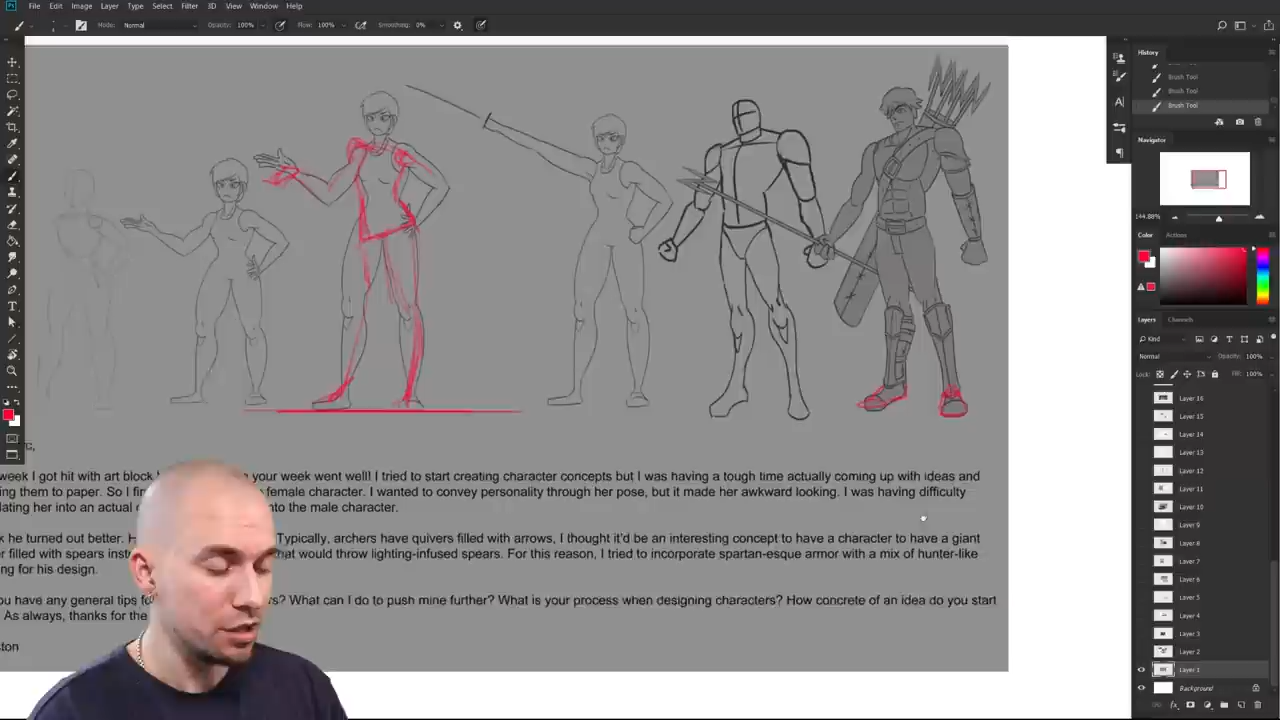 Ps File Edit Image Layer Type Select Filter 3D View Window Help
Mode: Normal Opacity: 100% Flow: 100% Smoothing: 0%
History
Brush Tool
Brush Tool
Brush Tool
Navigator
144.88%
Color Actions
Layers Channels
Kind
Normal Opacity: 100%
Lock: Fill: 100%
Layer 16
Layer 15
Layer 14
Layer 13
Layer 12
Layer 11
Layer 10
Layer 9
Layer 8
Layer 7
Layer 6
Layer 5
Layer 4
Layer 3
Layer 2
Layer 1
Background
week I got hit with art block your week went well! I tried to start creating character concepts but I was having a tough time actually coming up with ideas and
ing them to paper. So I female character. I wanted to convey personality through her pose, but it made her awkward looking. I was having difficulty
lating her into an actual nto the male character.
k he turned out better. Typically, archers have quivers filled with arrows, I thought it'd be an interesting concept to have a character to have a giant
r filled with spears hat would throw lighting-infused spears. For this reason, I tried to incorporate spartan-esque armor with a mix of hunter-like
ng for his design.
ou have any general tips s? What can I do to push mine further? What is your process when designing characters? How concrete of an idea do you start
. As always, thanks for the
ston